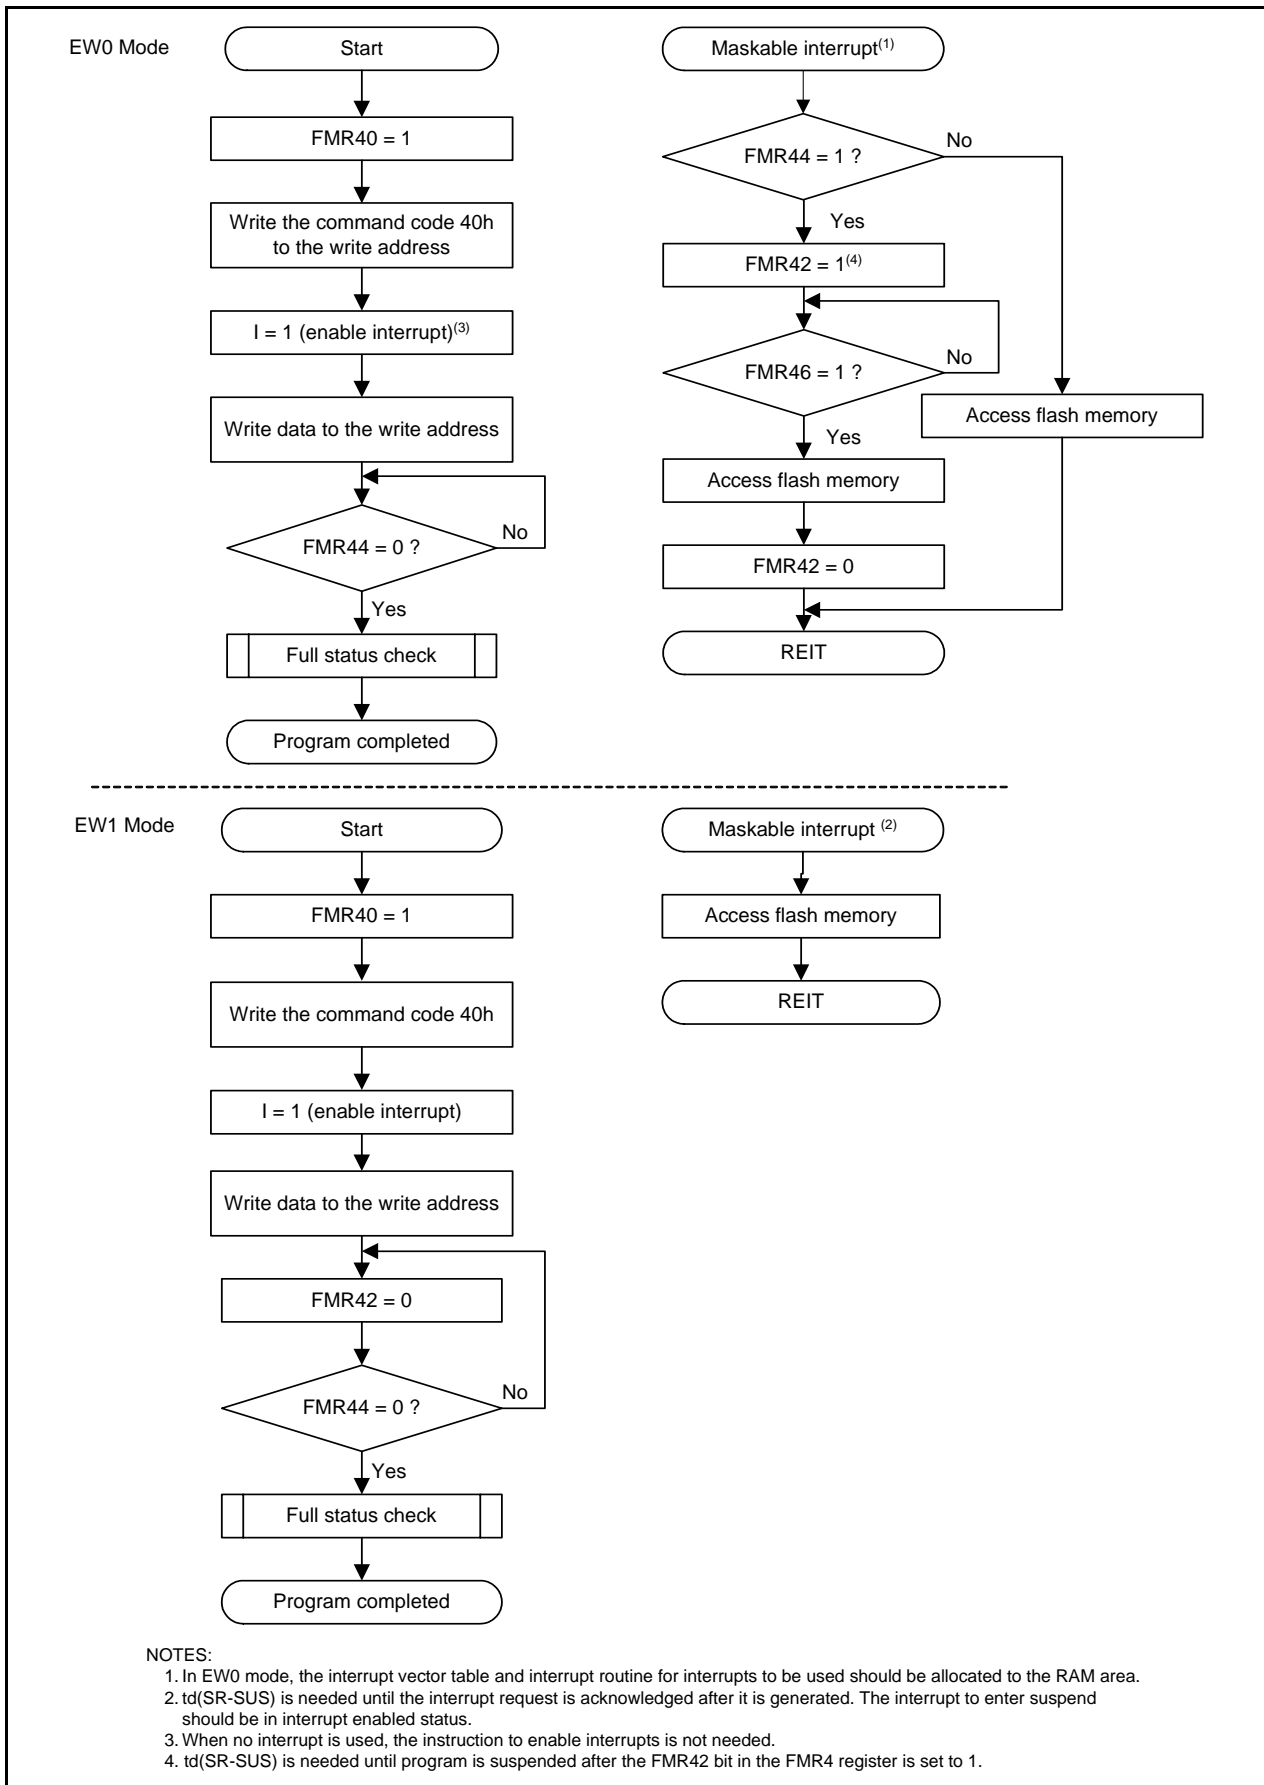 EW0 Mode
Start
FMR40 = 1
Write the command code 40h
to the write address
I = 1 (enable interrupt)(3)
Write data to the write address
FMR44 = 0 ?
No
Yes
Full status check
Program completed
Maskable interrupt(1)
FMR44 = 1 ?
No
Yes
FMR42 = 1(4)
FMR46 = 1 ?
No
Yes
Access flash memory
Access flash memory
FMR42 = 0
REIT
EW1 Mode
Start
FMR40 = 1
Write the command code 40h
I = 1 (enable interrupt)
Write data to the write address
FMR42 = 0
FMR44 = 0 ?
No
Yes
Full status check
Program completed
Maskable interrupt (2)
Access flash memory
REIT
NOTES:
1. In EW0 mode, the interrupt vector table and interrupt routine for interrupts to be used should be allocated to the RAM area.
2. td(SR-SUS) is needed until the interrupt request is acknowledged after it is generated. The interrupt to enter suspend
should be in interrupt enabled status.
3. When no interrupt is used, the instruction to enable interrupts is not needed.
4. td(SR-SUS) is needed until program is suspended after the FMR42 bit in the FMR4 register is set to 1.